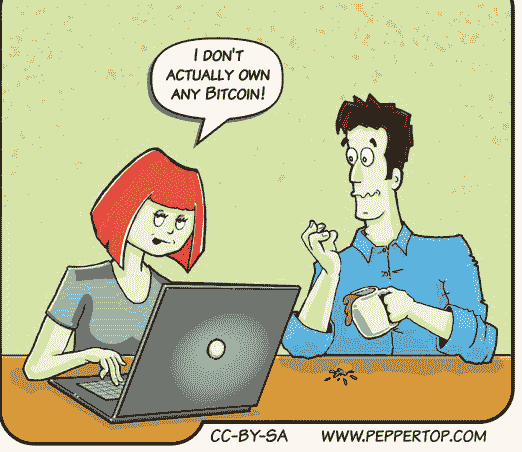 I DON'T
ACTUALLY OWN
ANY BITCOIN!
CC-BY-SA WWW.PEPPERTOP.COM